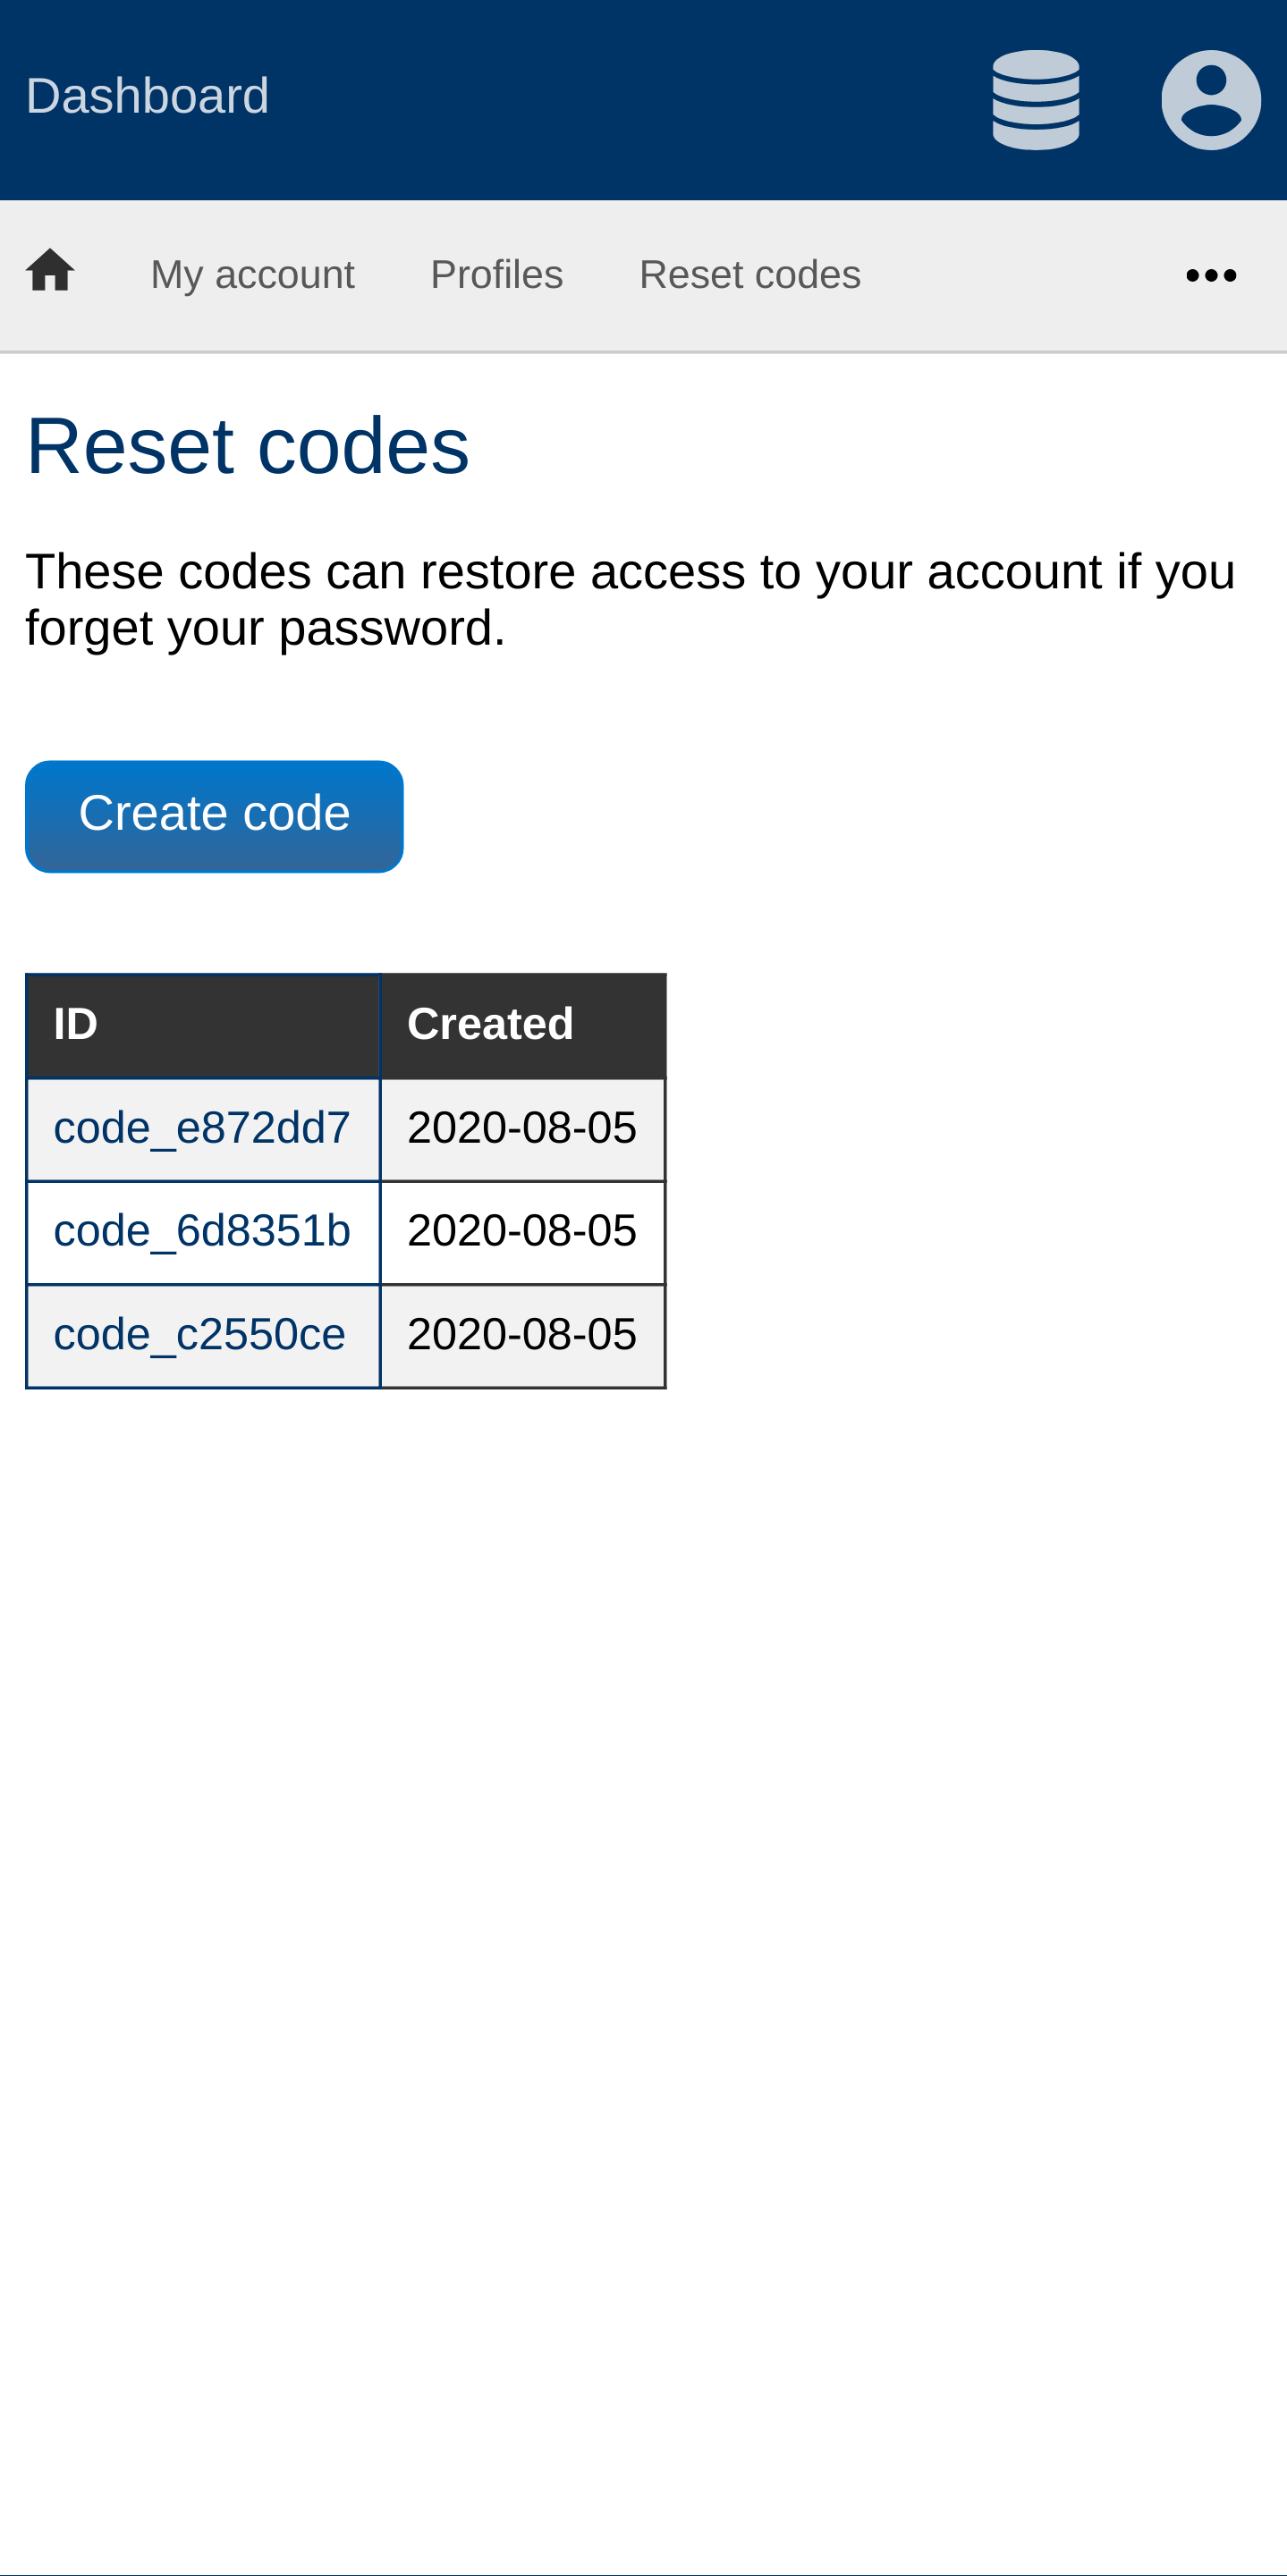 Dashboard
My account Profiles Reset codes
Reset codes
These codes can restore access to your account if you
forget your password.
Create code
ID Created
code_e872dd7 2020-08-05
code_6d8351b 2020-08-05
code_c2550ce 2020-08-05